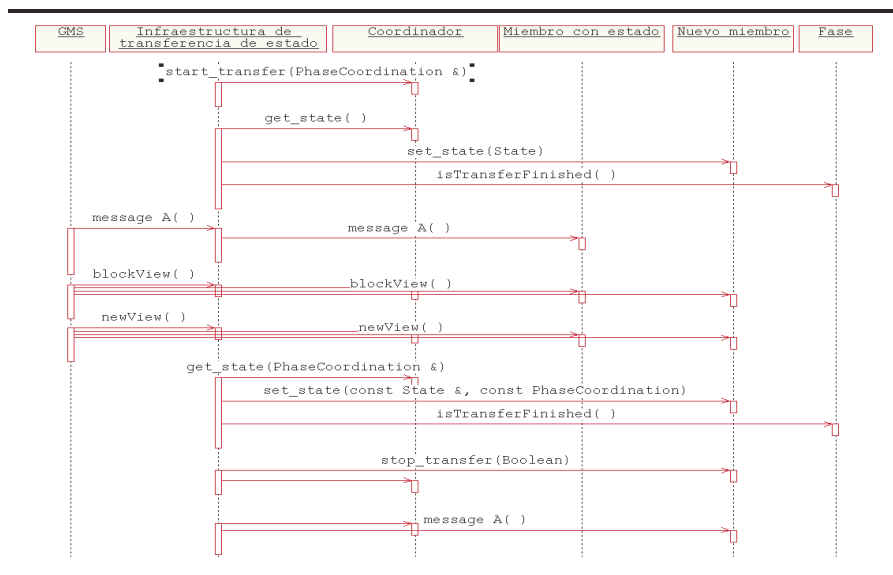 GMS
Infraestructura de
transferencia de estado
Coordinador
Miembro con estado
Nuevo miembro
Fase
start_transfer(PhaseCoordination &)
get_state( )
set_state(State)
isTransferFinished( )
message A( )
message A( )
blockView( )
blockView( )
newView( )
newView( )
get_state(PhaseCoordination &)
set_state(const State &, const PhaseCoordination)
isTransferFinished( )
stop_transfer(Boolean)
message A( )